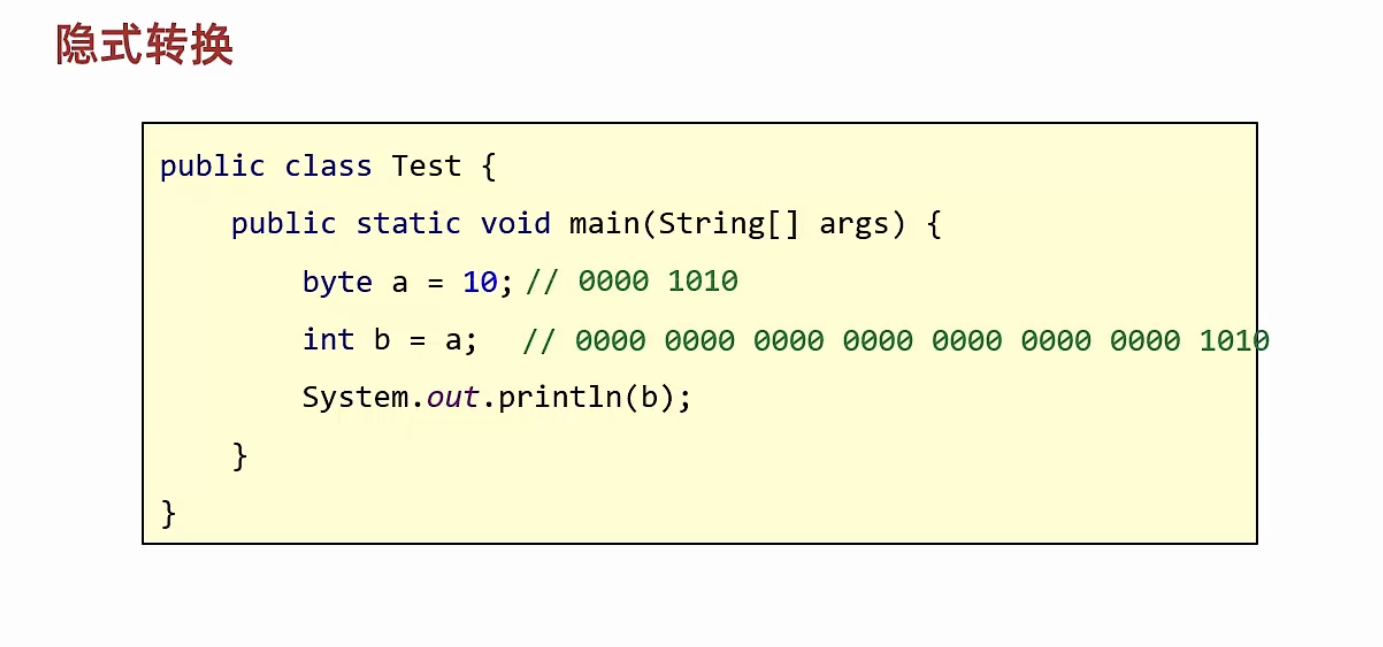 隐式转换
public class Test {
    public static void main(String[] args) {
        byte a = 10; // 0000 1010
        int b = a;   // 0000 0000 0000 0000 0000 0000 0000 1010
        System.out.println(b);
    }
}